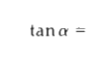 tan α =